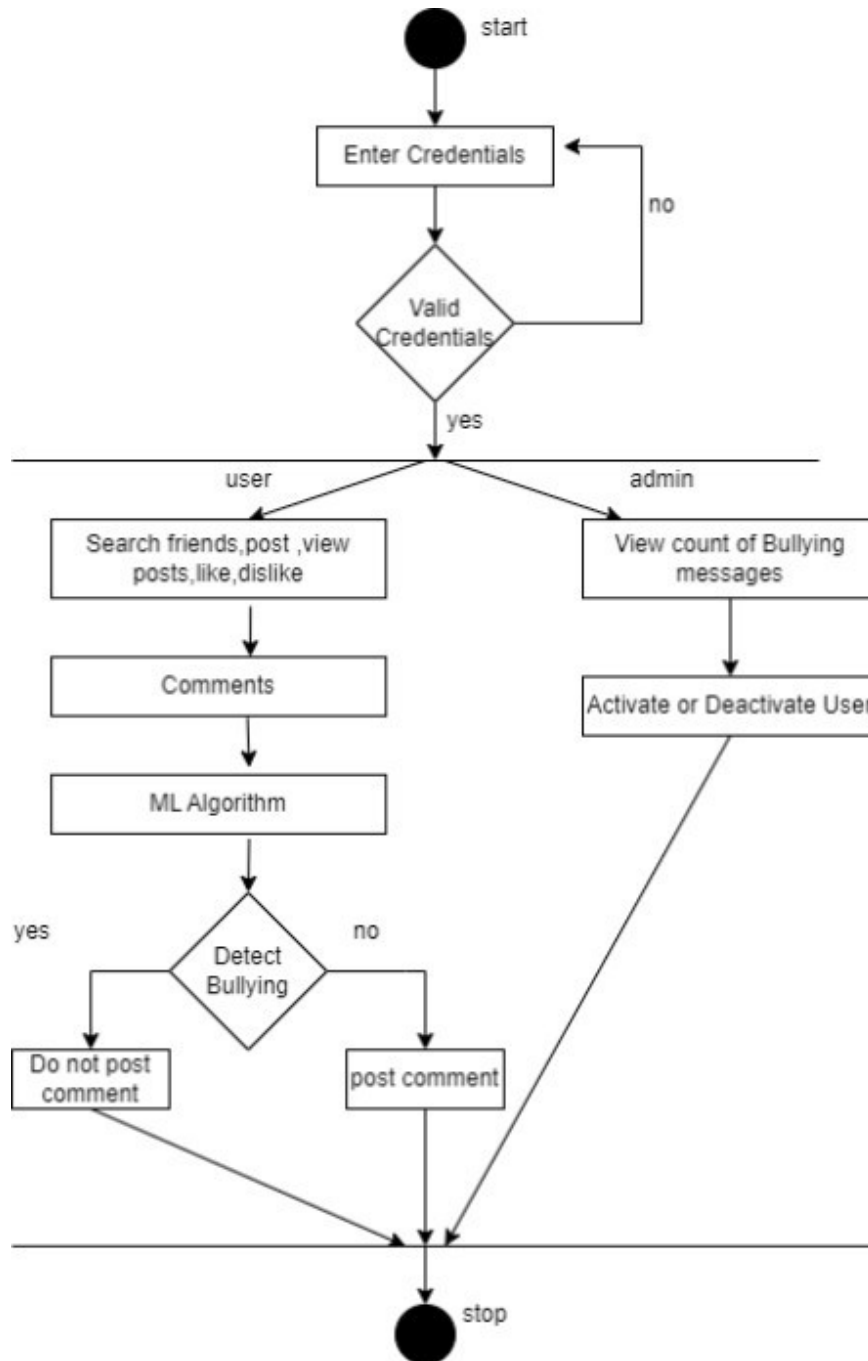 start
Enter Credentials
no
Valid
Credentials
yes
user
admin
Search friends,post ,view
posts,like,dislike
View count of Bullying
messages
Comments
Activate or Deactivate User
ML Algorithm
yes
no
Detect
Bullying
Do not post
comment
post comment
stop